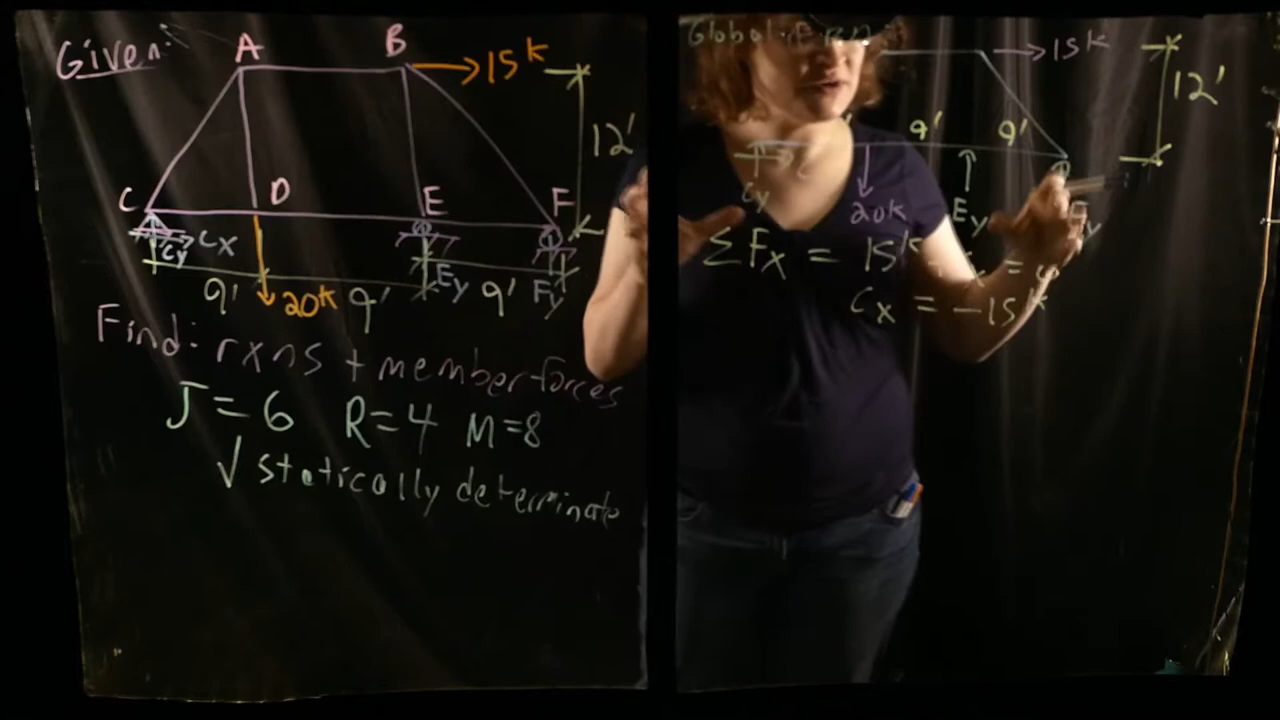 Given:
A B → 15k
12'
C D E F
Cx
Cy
Ey Fy
9' 20k 9' 9'
Find: rxns + member forces
J = 6 R = 4 M = 8
√ statically determinate
Global
→ 15k
12'
9' 9'
Cy
20k Ey
ΣFx = 15k
Cx = -15k